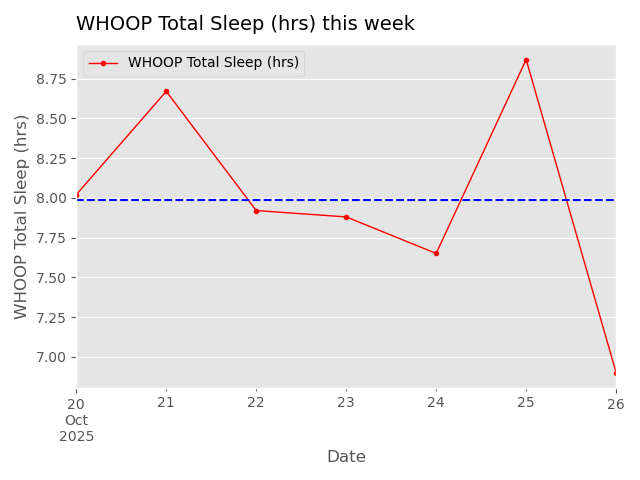 WHOOP Total Sleep (hrs) this week
WHOOP Total Sleep (hrs)
WHOOP Total Sleep (hrs)
8.75
8.50
8.25
8.00
7.75
7.50
7.25
7.00
20 21 22 23 24 25 26
Oct
2025
Date